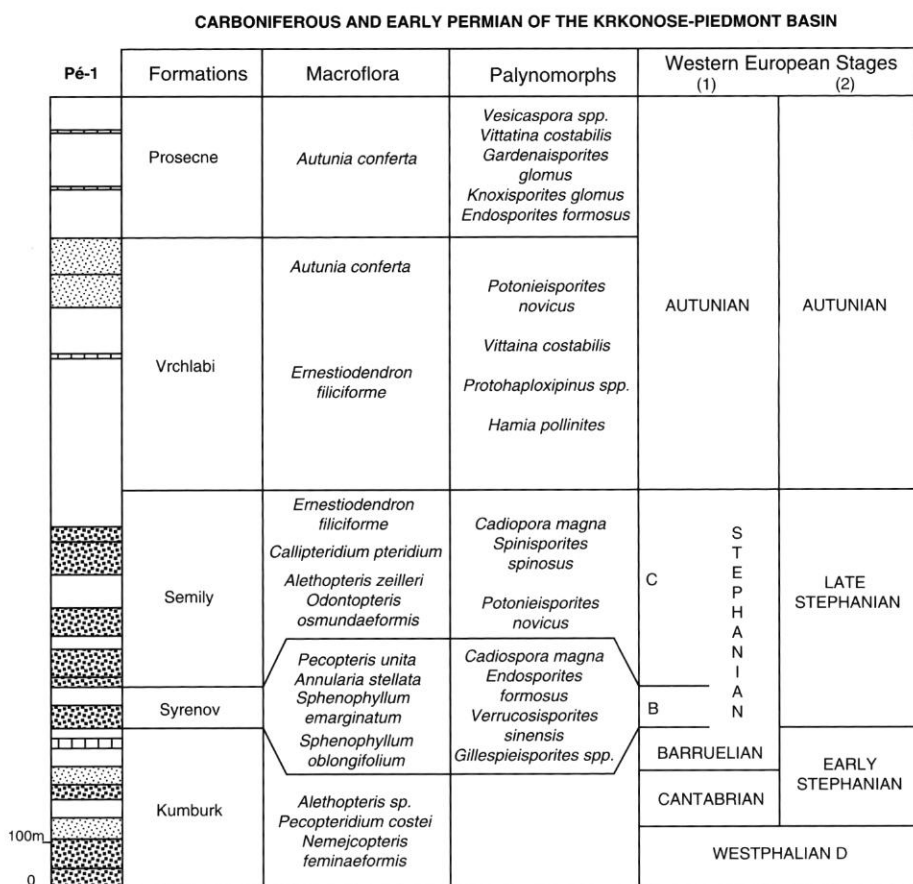 CARBONIFEROUS AND EARLY PERMIAN OF THE KRKONOSE-PIEDMONT BASIN
Pé-1
Formations
Macroflora
Palynomorphs
Western European Stages
(1)
(2)
Prosecne
Autunia conferta
Vesicaspora spp.
Vittatina costabilis
Gardenaisporites
glomus
Knoxisporites glomus
Endosporites formosus
Vrchlabi
Autunia conferta
Ernestiodendron
filiciforme
Potonieisporites
novicus
Vittaina costabilis
Protohaploxipinus spp.
Hamia pollinites
AUTUNIAN
AUTUNIAN
Semily
Ernestiodendron
filiciforme
Callipteridium pteridium
Alethopteris zeilleri
Odontopteris
osmundaeformis
Cadiopora magna
Spinisporites
spinosus
Potonieisporites
novicus
C
STEPHANIAN
LATE
STEPHANIAN
Syrenov
Pecopteris unita
Annularia stellata
Sphenophyllum
emarginatum
Sphenophyllum
oblongifolium
Cadiospora magna
Endosporites
formosus
Verrucosisporites
sinensis
Gillespieisporites spp.
B
Kumburk
Alethopteris sp.
Pecopteridium costei
Nemejcopteris
feminaeformis
BARRUELIAN
CANTABRIAN
EARLY
STEPHANIAN
WESTPHALIAN D
100m
0